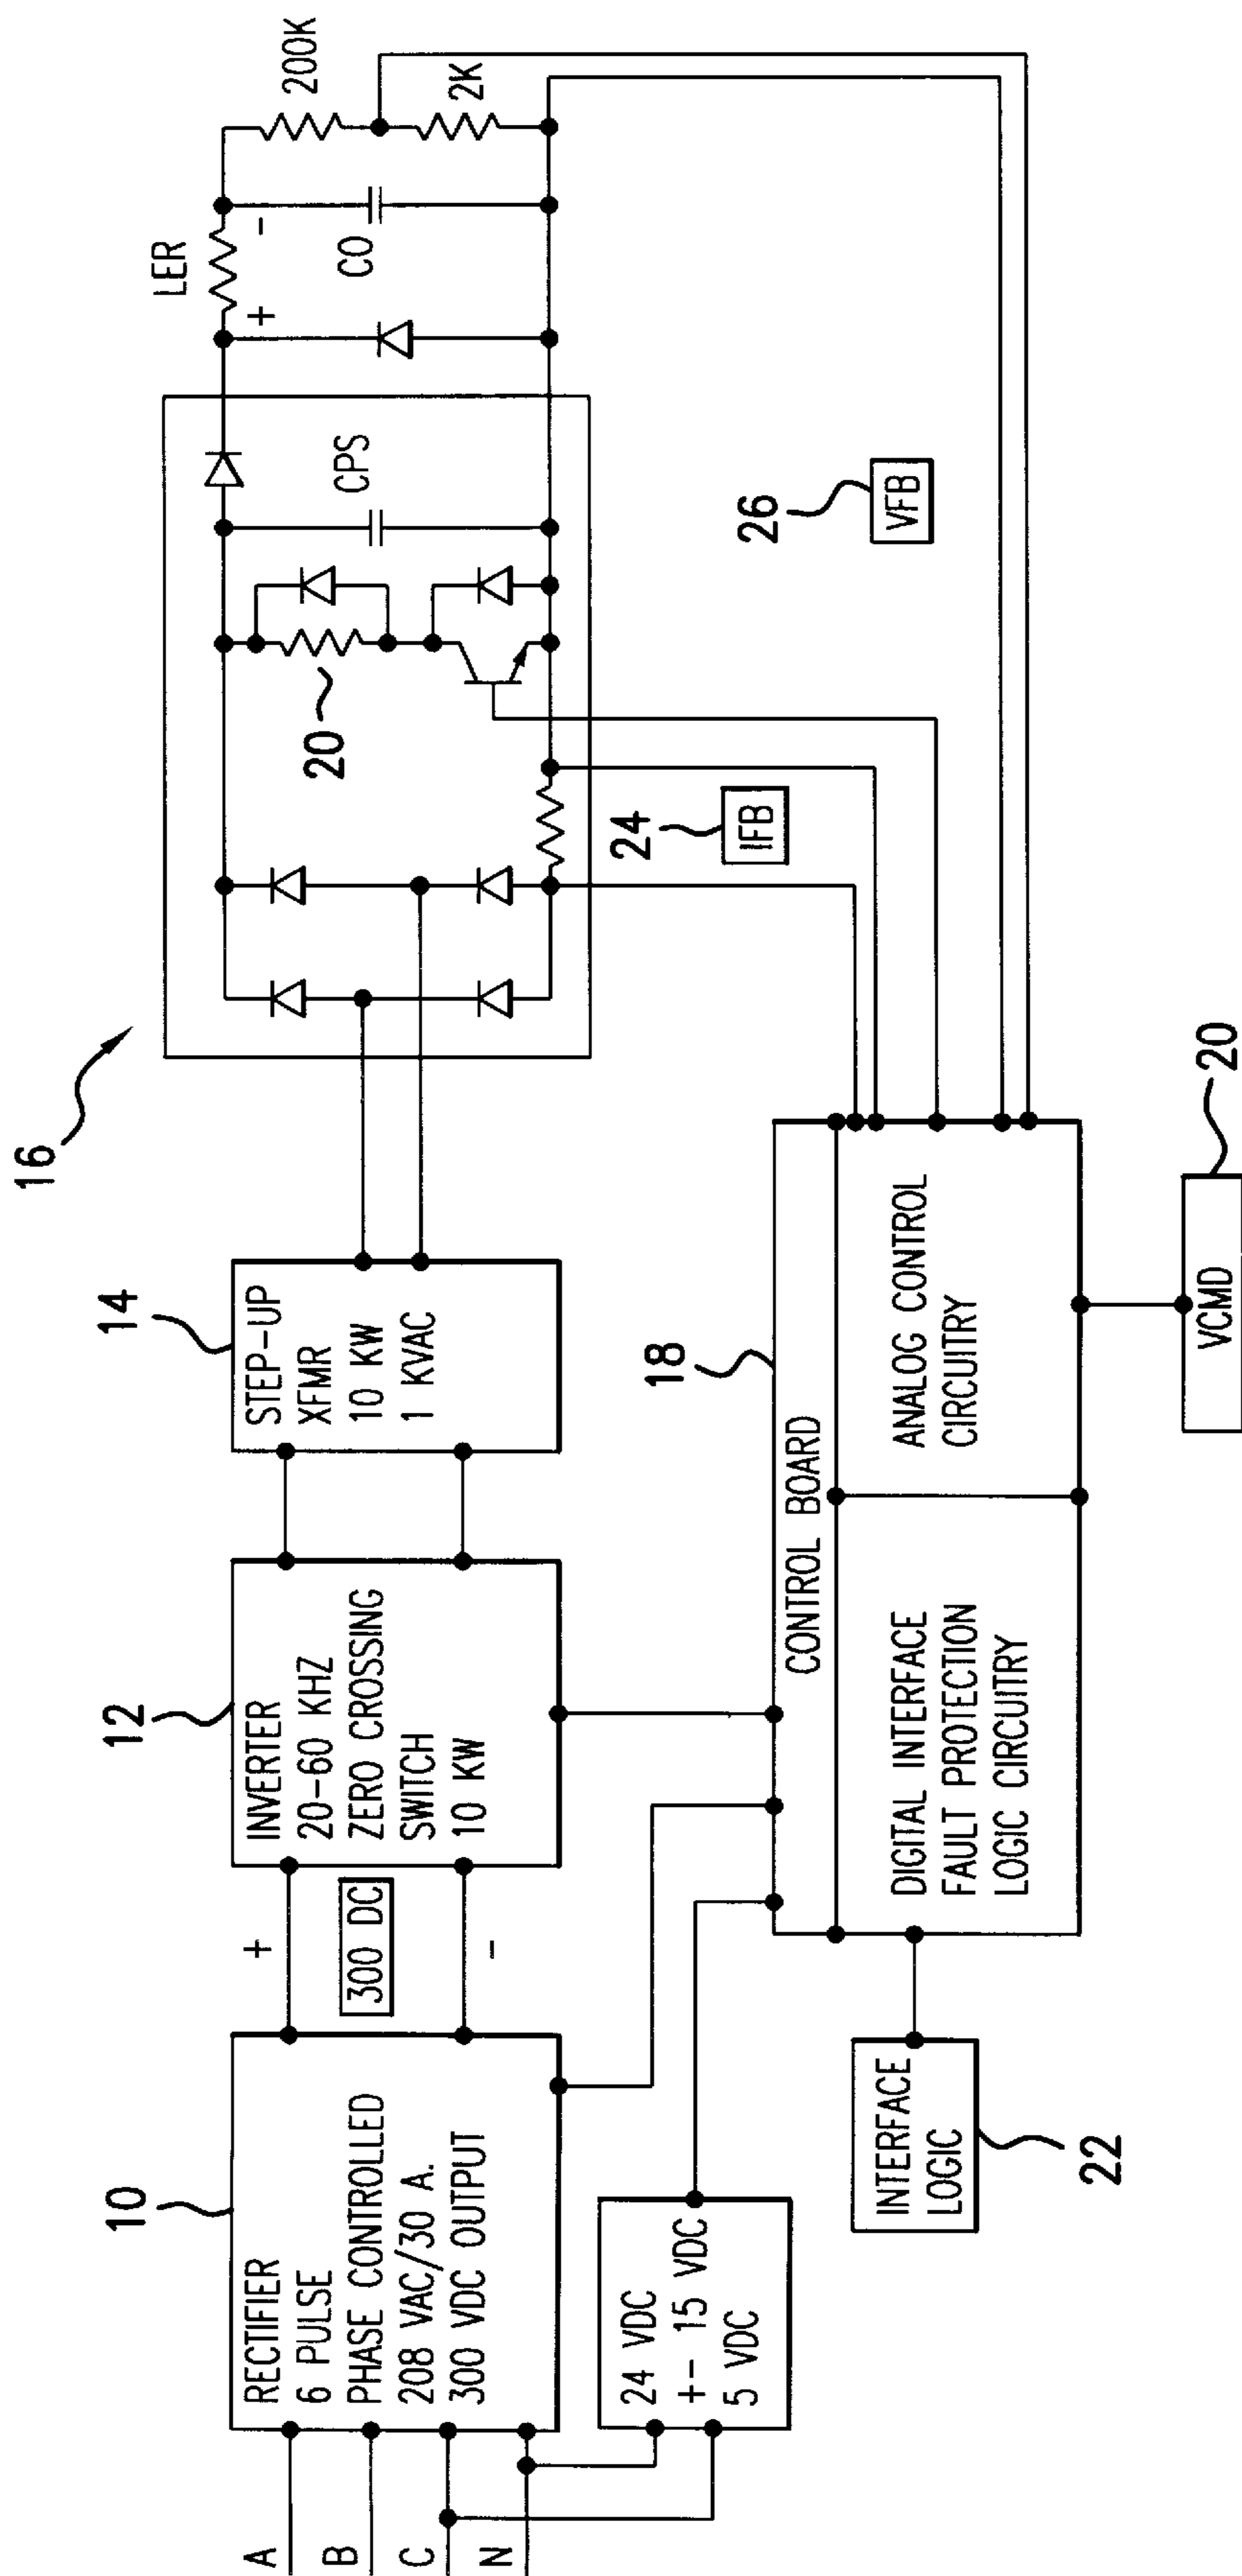 A
B
C
N
10
RECTIFIER
6 PULSE
PHASE CONTROLLED
208 VAC/30 A.
300 VDC OUTPUT
+
300 DC
-
12
INVERTER
20-60 KHZ
ZERO CROSSING
SWITCH
10 KW
14
STEP-UP
XFMR
10 KW
1 KVAC
16
20
CPS
LER
+
-
CO
200K
2K
24
IFB
26
VFB
24 VDC
+- 15 VDC
5 VDC
INTERFACE
LOGIC
22
18
CONTROL BOARD
DIGITAL INTERFACE
FAULT PROTECTION
LOGIC CIRCUITRY
ANALOG CONTROL
CIRCUITRY
VCMD
20